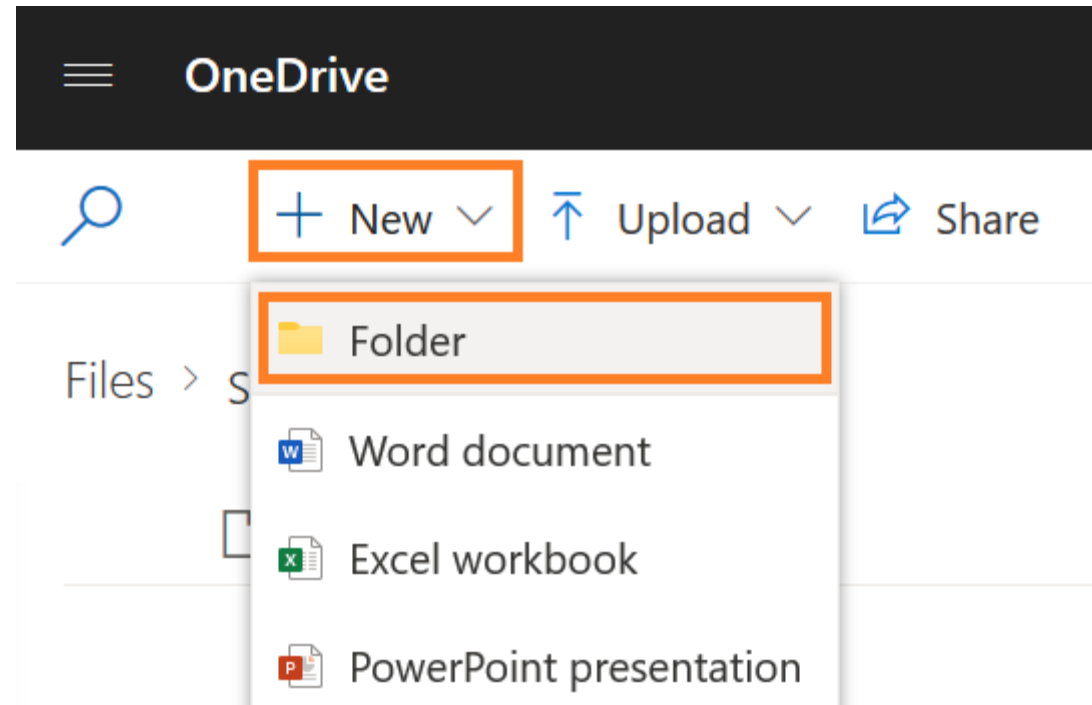 OneDrive
New Upload Share
Folder
Files > S
Word document
Excel workbook
PowerPoint presentation